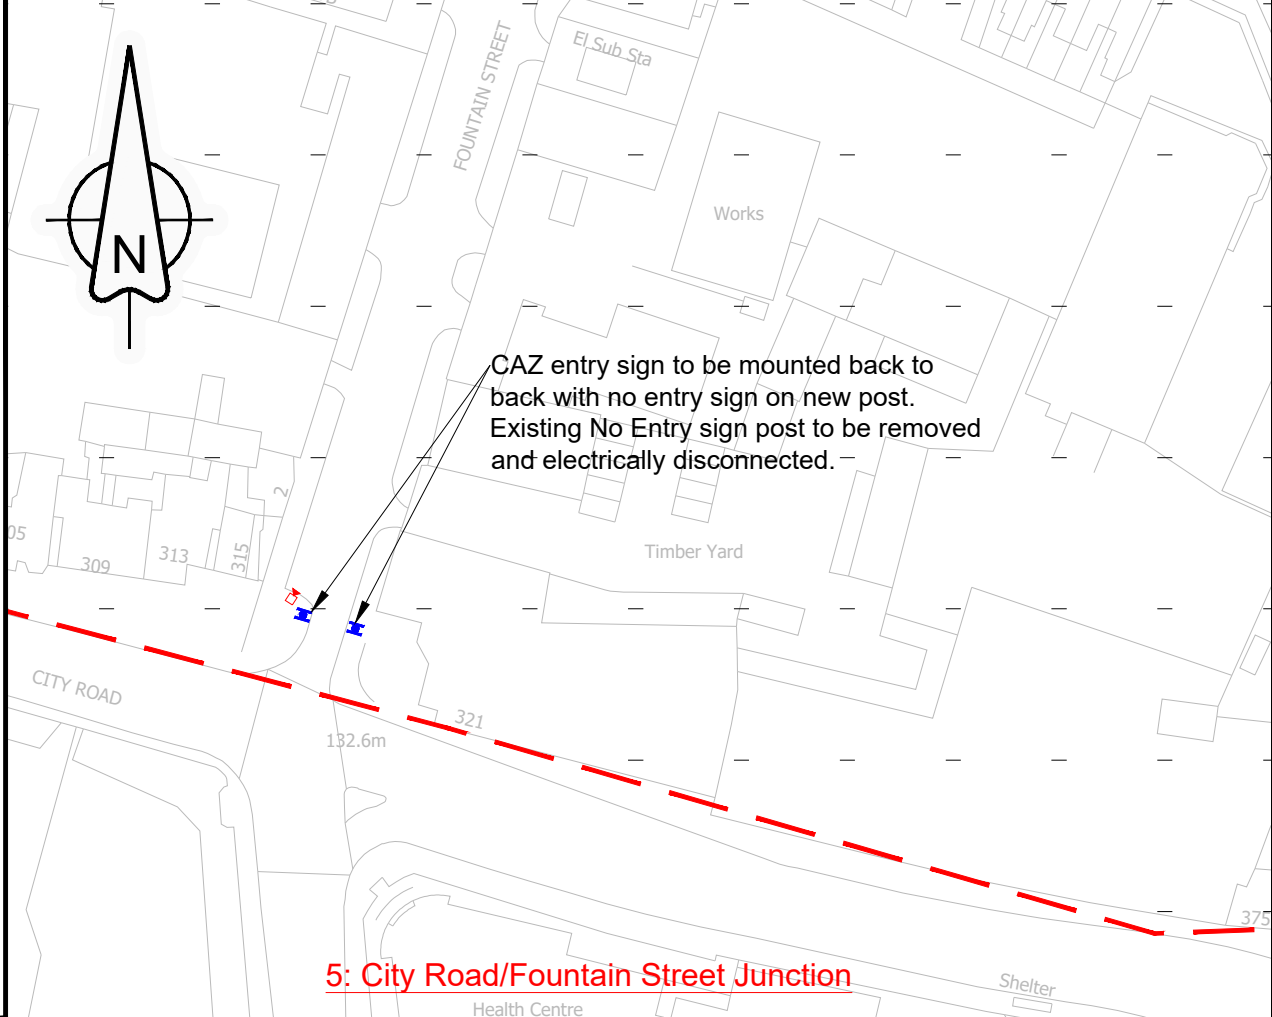 El Sub Sta
FOUNTAIN STREET
Works
N
CAZ entry sign to be mounted back to
back with no entry sign on new post.
Existing No Entry sign post to be removed
and electrically disconnected.
2
05
309
313
315
Timber Yard
CITY ROAD
321
132.6m
375
5: City Road/Fountain Street Junction
Shelter
Health Centre